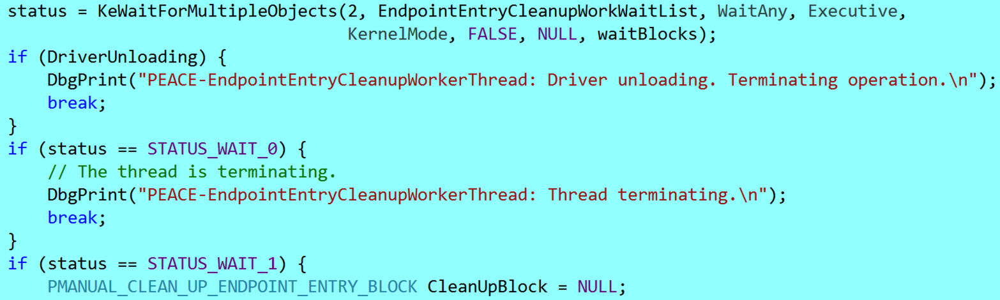 status = KeWaitForMultipleObjects(2, EndpointEntryCleanupWorkWaitList, WaitAny, Executive,
                                  KernelMode, FALSE, NULL, waitBlocks);
if (DriverUnloading) {
    DbgPrint("PEACE-EndpointEntryCleanupWorkerThread: Driver unloading. Terminating operation.\n");
    break;
}
if (status == STATUS_WAIT_0) {
    // The thread is terminating.
    DbgPrint("PEACE-EndpointEntryCleanupWorkerThread: Thread terminating.\n");
    break;
}
if (status == STATUS_WAIT_1) {
    PMANUAL_CLEAN_UP_ENDPOINT_ENTRY_BLOCK CleanUpBlock = NULL;